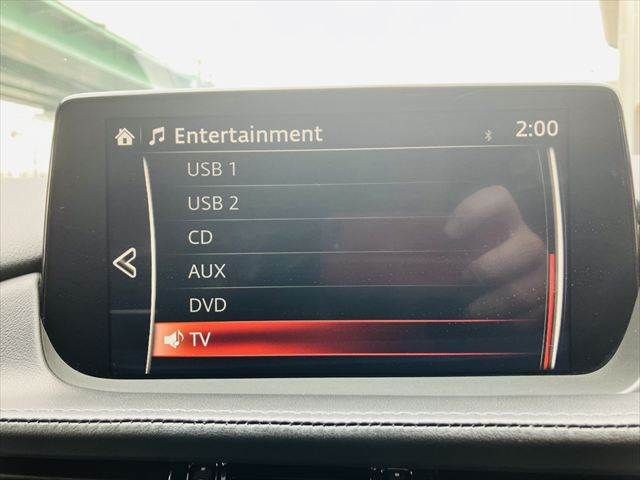 Entertainment 2:00
USB 1
USB 2
CD
AUX
DVD
TV